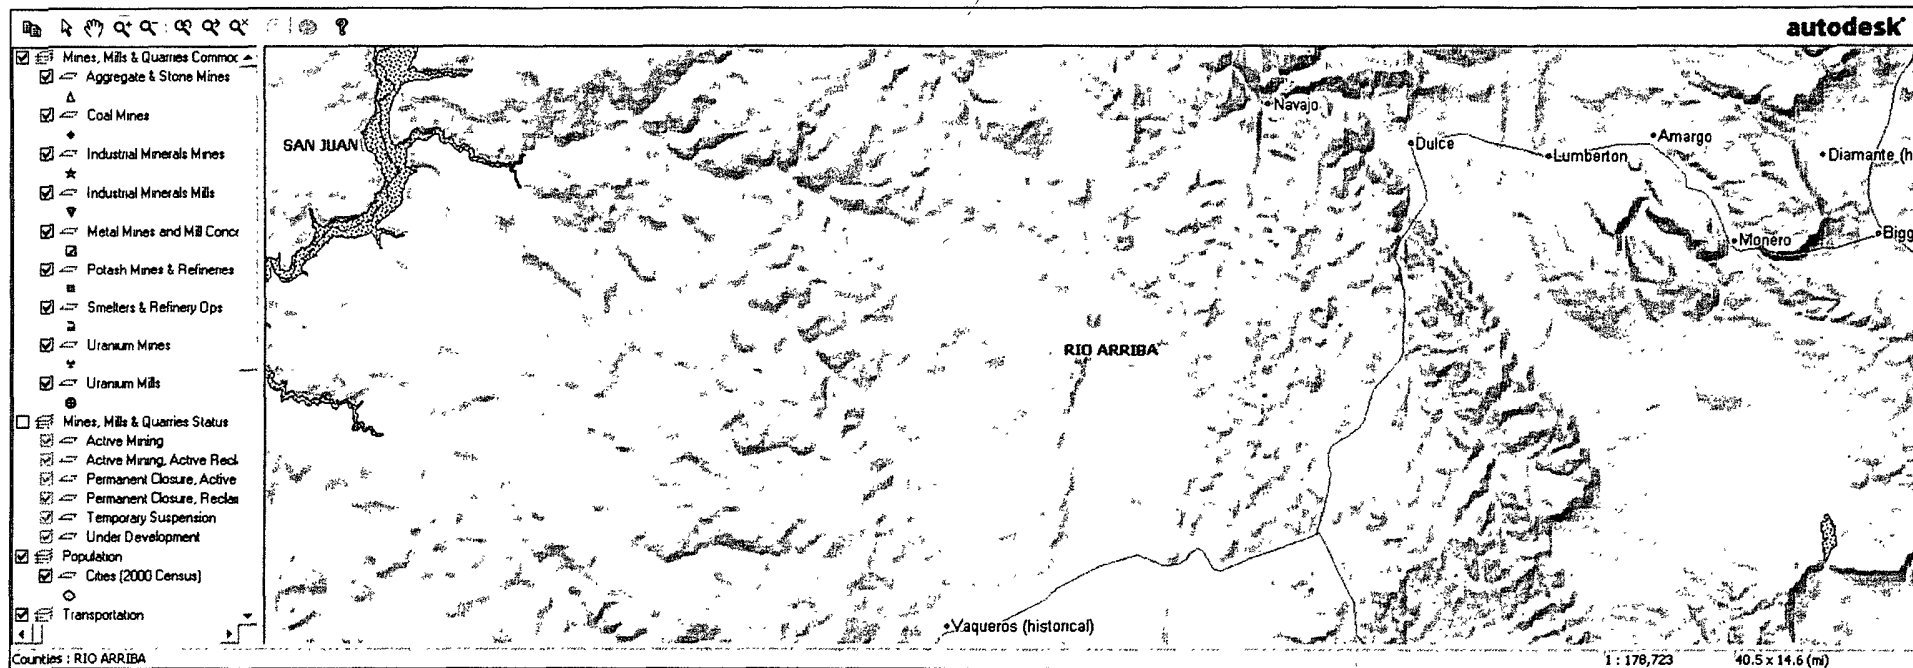 autodesk
Mines, Mills & Quarries Commoc
Aggregate & Stone Mines
Coal Mines
Industrial Minerals Mines
Industrial Minerals Mills
Metal Mines and Mill Conce
Potash Mines & Refineries
Smelters & Refinery Ops
Uranium Mines
Uranium Mills
Mines, Mills & Quarries Status
Active Mining
Active Mining, Active Recl
Permanent Closure, Active
Permanent Closure, Reclar
Temporary Suspension
Under Development
Population
Cities (2000 Census)
Transportation
SAN JUAN
Navajo
Dulce
Lumberton
Amargo
Diamante (h
Monero
Bigg
RIO ARRIBA
Vaqueros (historical)
Counties : RIO ARRIBA
1 : 178,723
40.5 x 14.6 (mi)